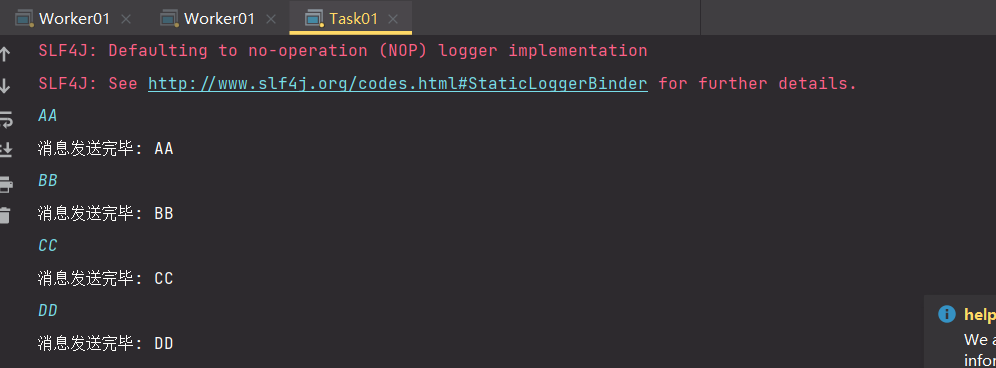 Worker01 Worker01 Task01
SLF4J: Defaulting to no-operation (NOP) logger implementation
SLF4J: See http://www.slf4j.org/codes.html#StaticLoggerBinder for further details.
AA
消息发送完毕: AA
BB
消息发送完毕: BB
CC
消息发送完毕: CC
DD
消息发送完毕: DD
help
We a
infor